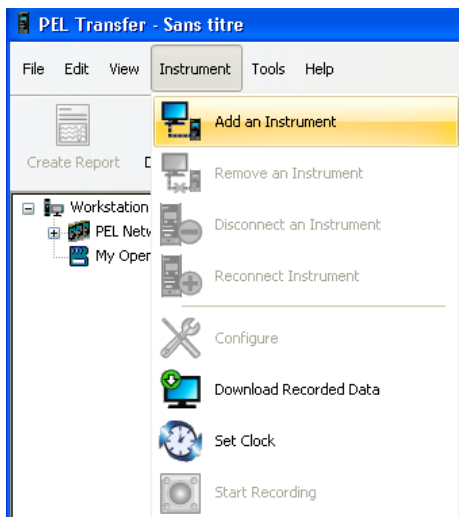 PEL Transfer - Sans titre
File Edit View Instrument Tools Help
Add an Instrument
Create Report
Remove an Instrument
Workstation
Disconnect an Instrument
PEL Netw
My Oper
Reconnect Instrument
Configure
Download Recorded Data
Set Clock
Start Recording